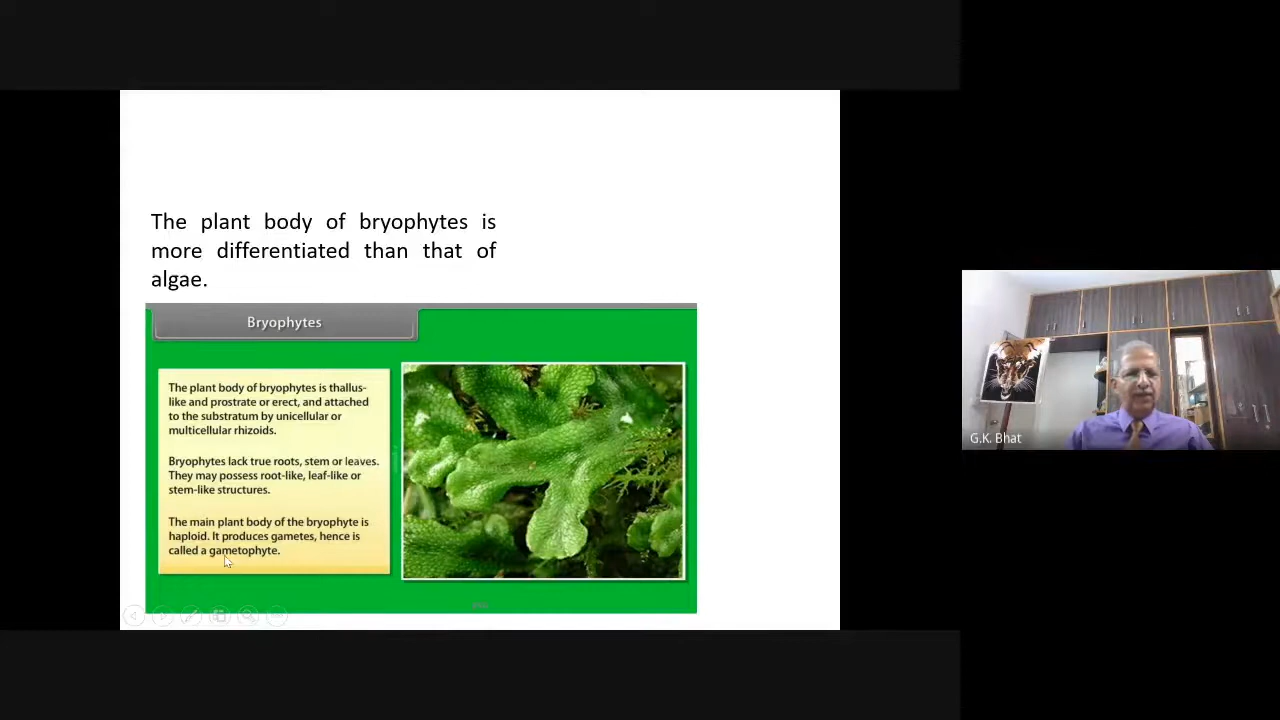 The plant body of bryophytes is
more differentiated than that of
algae.
Bryophytes
The plant body of bryophytes is thallus-
like and prostrate or erect, and attached
to the substratum by unicellular or
multicellular rhizoids.
Bryophytes lack true roots, stem or leaves.
They may possess root-like, leaf-like or
stem-like structures.
The main plant body of the bryophyte is
haploid. It produces gametes, hence is
called a gametophyte.
G.K. Bhat